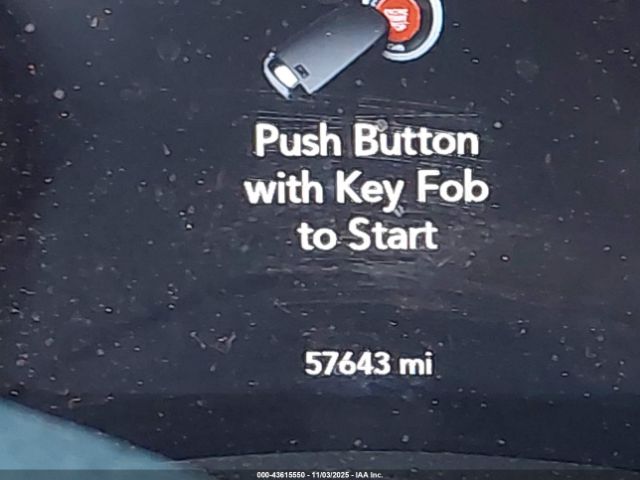 Push Button
with Key Fob
to Start
57643 mi
000-43615550 - 11/03/2025 - IAA Inc.